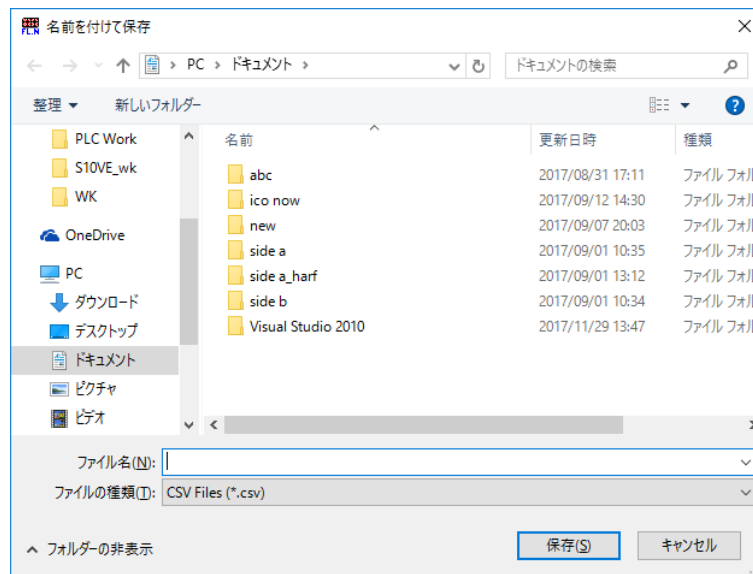 FL.N 名前を付けて保存
PC > ドキュメント >
ドキュメントの検索
整理 新しいフォルダー
PLC Work
S10VE_wk
WK
OneDrive
PC
ダウンロード
デスクトップ
ドキュメント
ピクチャ
ビデオ
名前 更新日時 種類
abc 2017/08/31 17:11 ファイル フォル
ico now 2017/09/12 14:30 ファイル フォル
new 2017/09/07 20:03 ファイル フォル
side a 2017/09/01 10:35 ファイル フォル
side a_harf 2017/09/01 13:12 ファイル フォル
side b 2017/09/01 10:34 ファイル フォル
Visual Studio 2010 2017/11/29 13:47 ファイル フォル
ファイル名(N):
ファイルの種類(T): CSV Files (*.csv)
フォルダーの非表示
保存(S) キャンセル